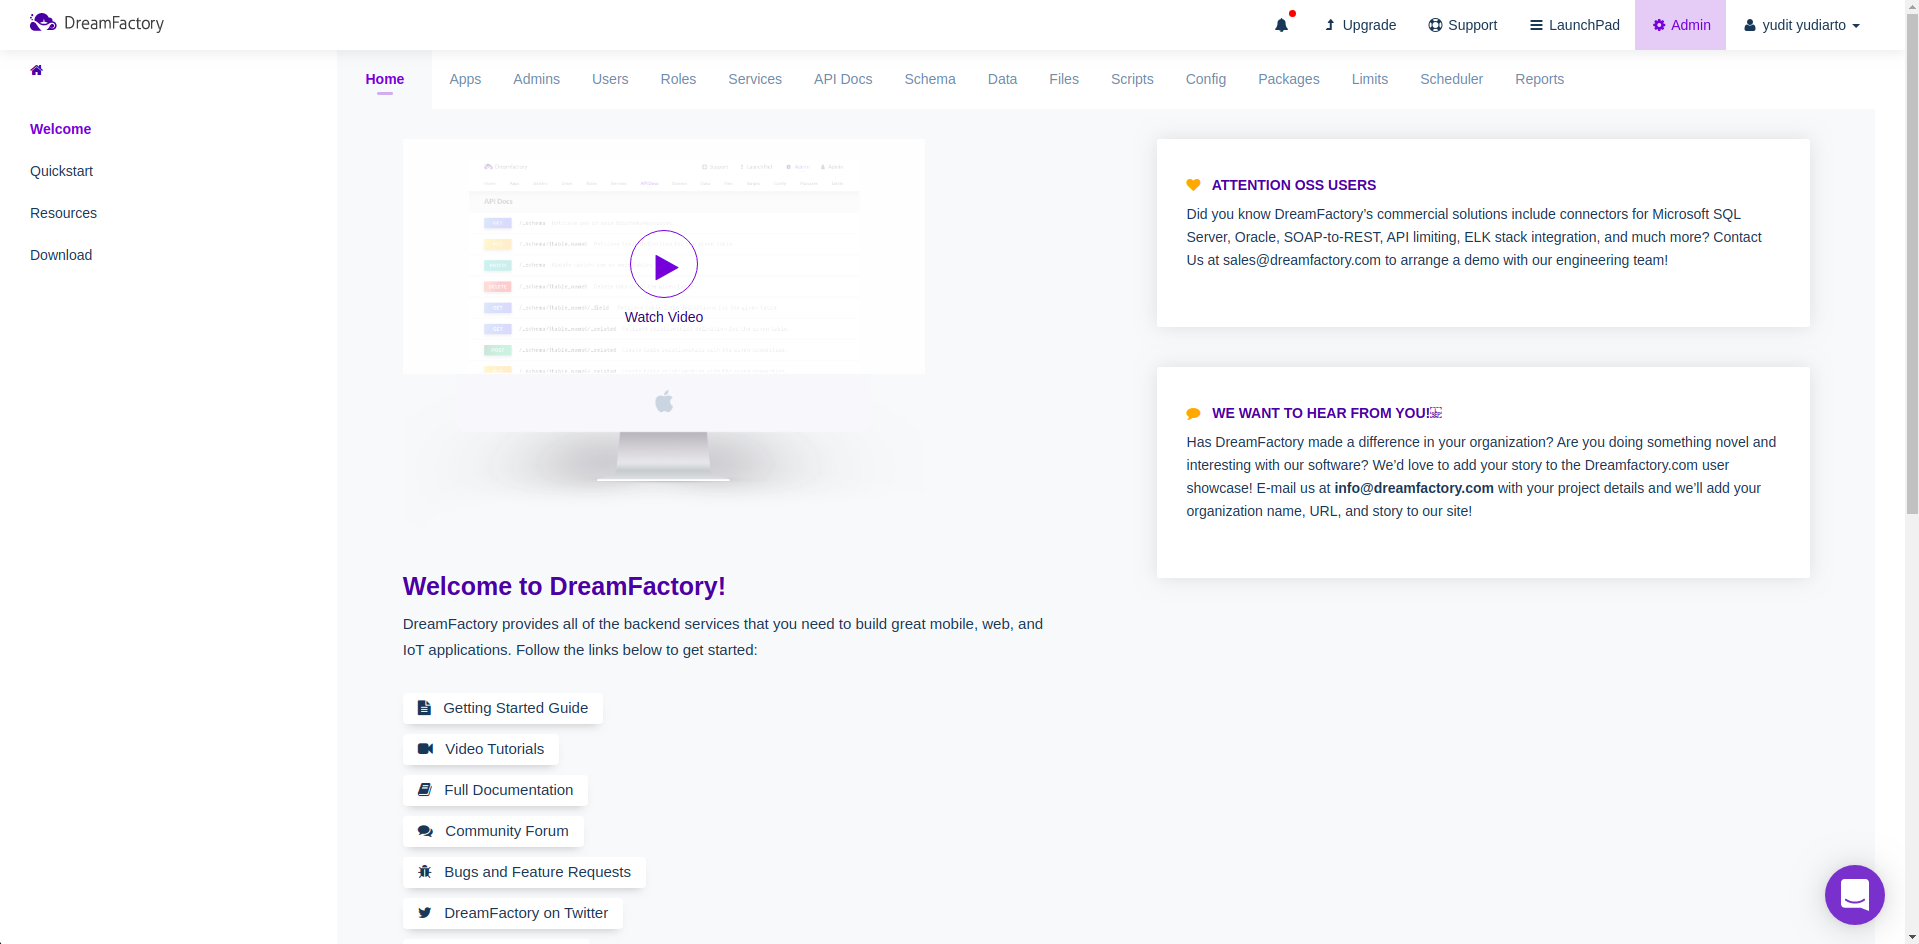 DreamFactory
Upgrade
Support
LaunchPad
Admin
yudit yudiarto
Home
Apps
Admins
Users
Roles
Services
API Docs
Schema
Data
Files
Scripts
Config
Packages
Limits
Scheduler
Reports
Welcome
Quickstart
Resources
Download
DreamFactory
Support
LaunchPad
Admin
API Docs
API Docs
Watch Video
ATTENTION OSS USERS
Did you know DreamFactory’s commercial solutions include connectors for Microsoft SQL
Server, Oracle, SOAP-to-REST, API limiting, ELK stack integration, and much more? Contact
Us at sales@dreamfactory.com to arrange a demo with our engineering team!
WE WANT TO HEAR FROM YOU!
Has DreamFactory made a difference in your organization? Are you doing something novel and
interesting with our software? We’d love to add your story to the Dreamfactory.com user
showcase! E-mail us at info@dreamfactory.com with your project details and we’ll add your
organization name, URL, and story to our site!
Welcome to DreamFactory!
DreamFactory provides all of the backend services that you need to build great mobile, web, and
IoT applications. Follow the links below to get started:
Getting Started Guide
Video Tutorials
Full Documentation
Community Forum
Bugs and Feature Requests
DreamFactory on Twitter